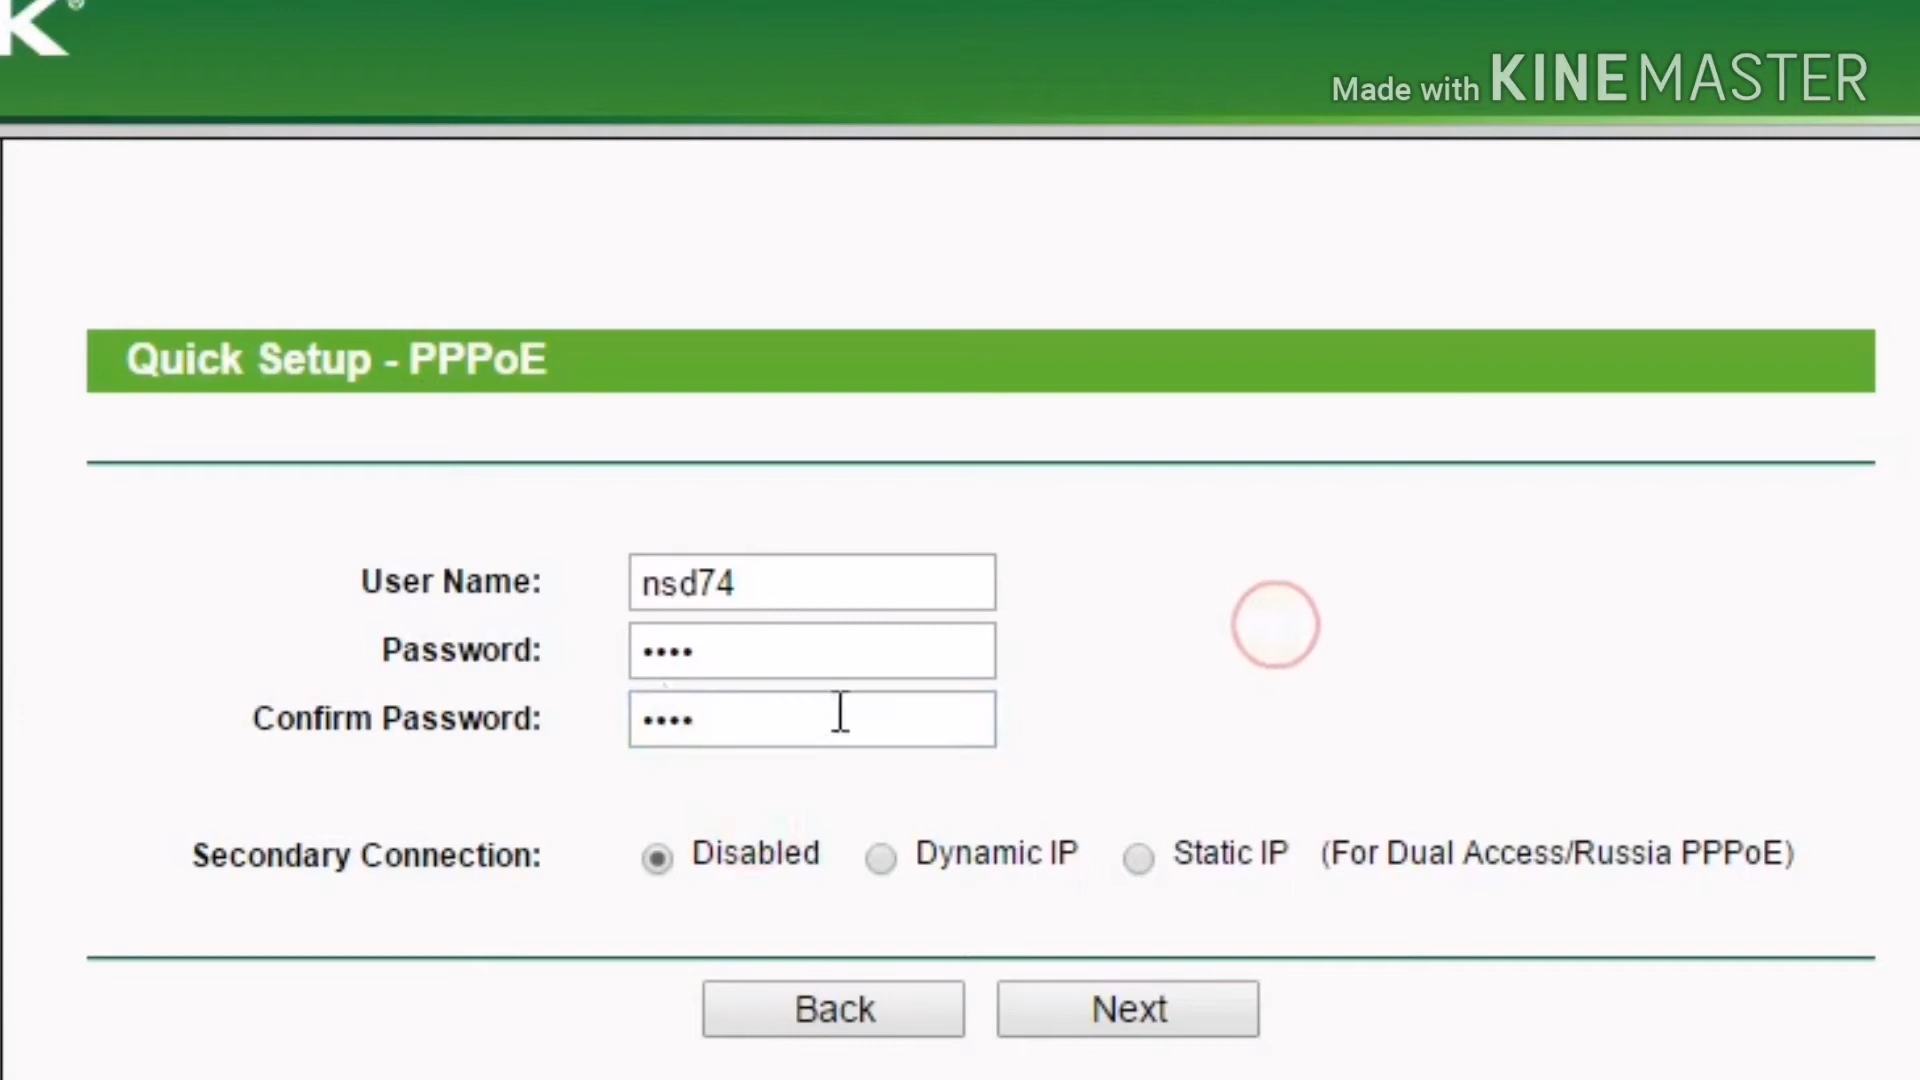 K®
Made with KINEMASTER
Quick Setup - PPPoE
User Name: nsd74
Password: ••••
Confirm Password: ••••
Secondary Connection: Disabled Dynamic IP Static IP (For Dual Access/Russia PPPoE)
Back Next